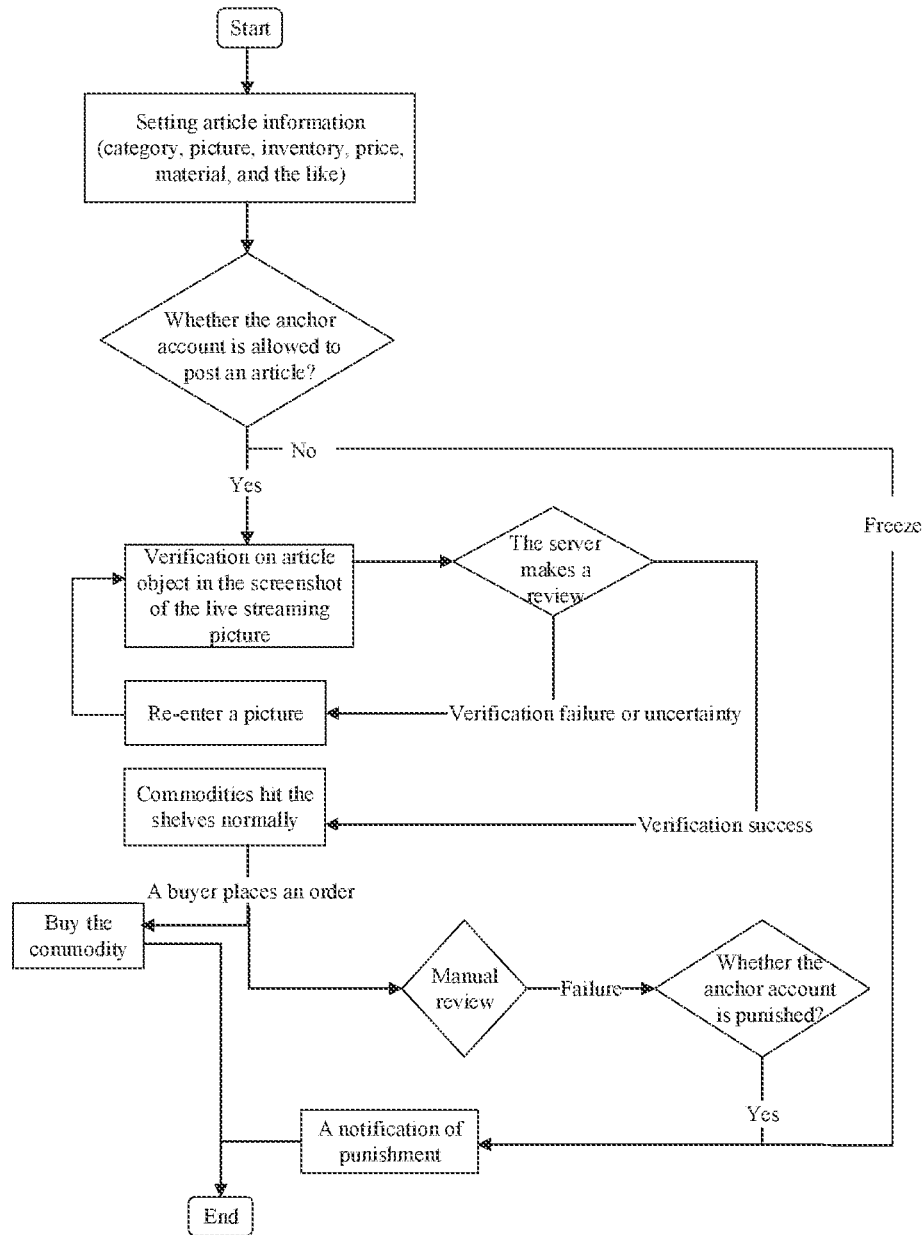 Start
Setting article information
(category, picture, inventory, price,
material, and the like)
Whether the anchor
account is allowed to
post an article?
No
Yes
Freeze
Verification on article
object in the screenshot
of the live streaming
picture
The server
makes a
review
Re-enter a picture
Verification failure or uncertainty
Commodities hit the
shelves normally
Verification success
A buyer places an order
Buy the
commodity
Manual
review
Failure
Whether the
anchor account
is punished?
Yes
A notification of
punishment
End